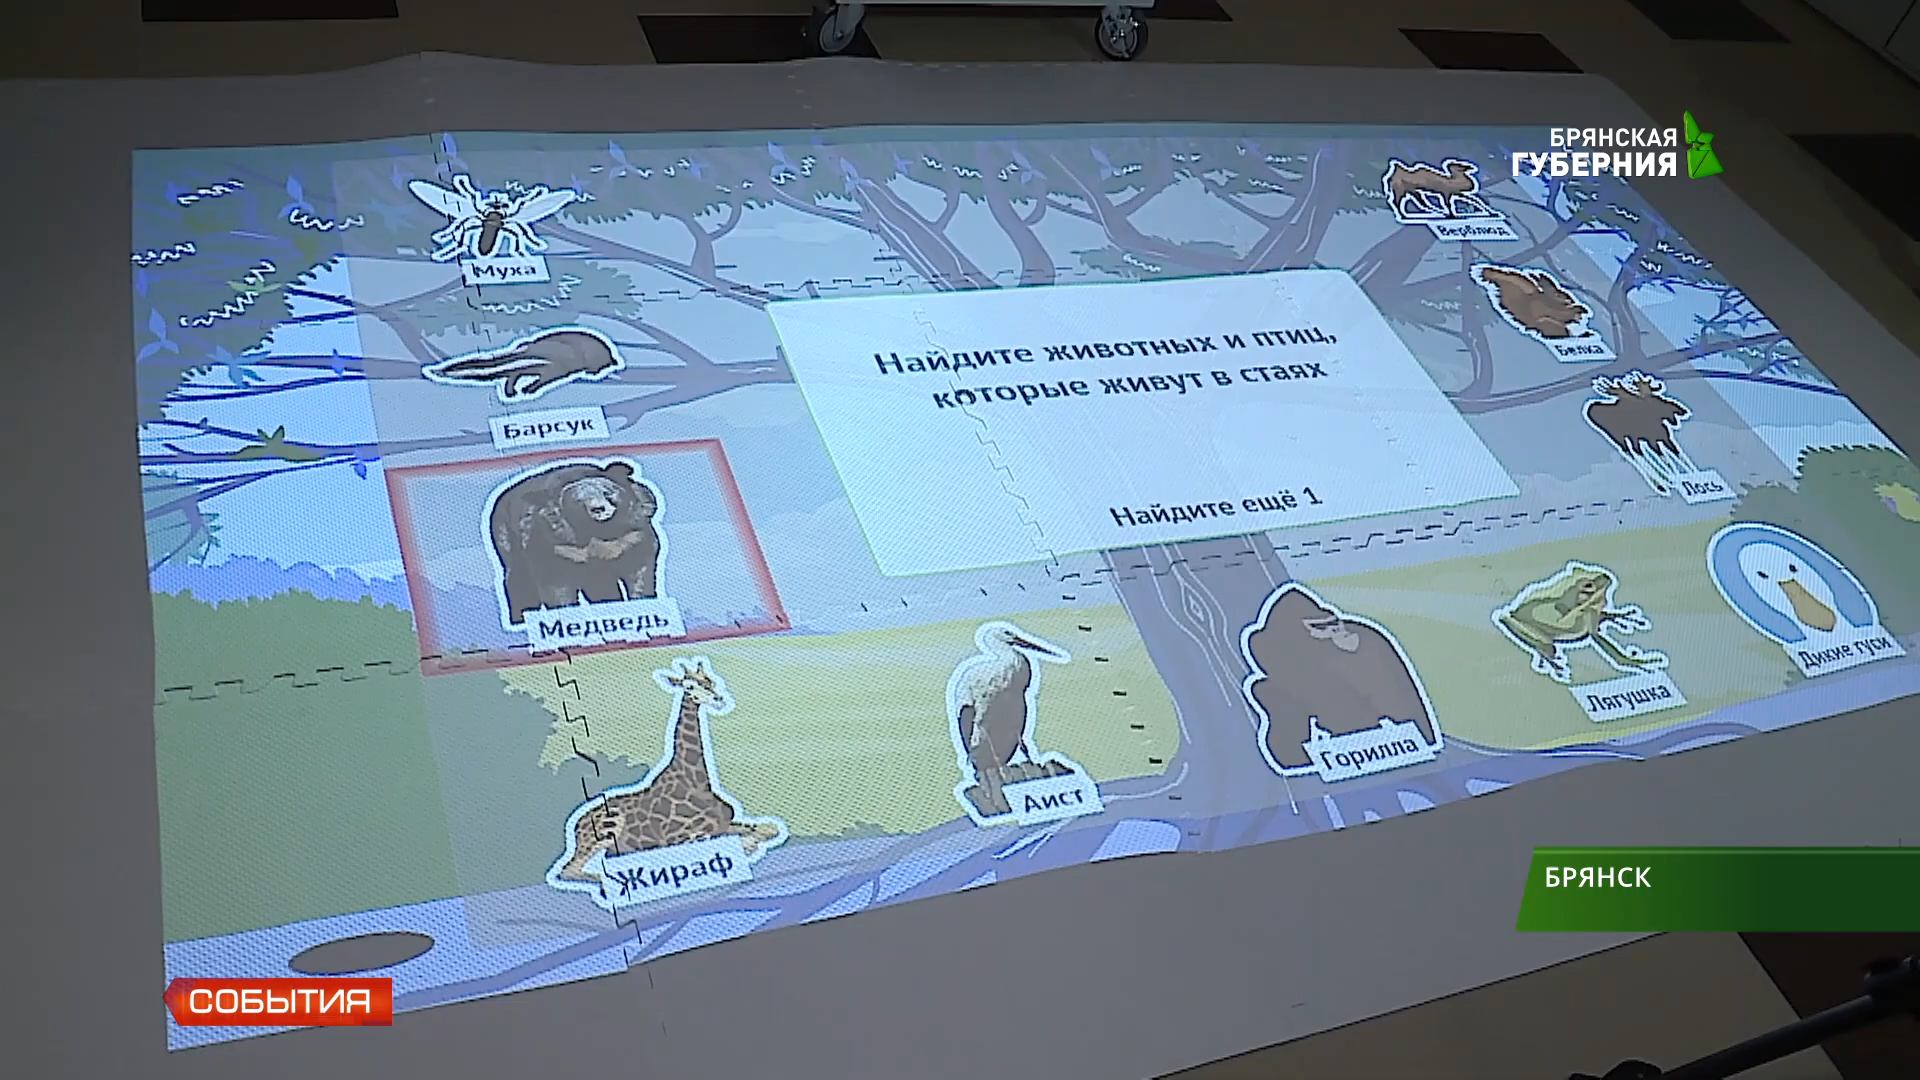 БРЯНСКАЯ
ГУБЕРНИЯ
Муха
Верблюд
Белка
Найдите животных и птиц,
которые живут в стаях
Барсук
Лось
Найдите ещё 1
Медведь
Дикие гуси
Лягушка
Горилла
Аист
Жираф
БРЯНСК
СОБЫТИЯ